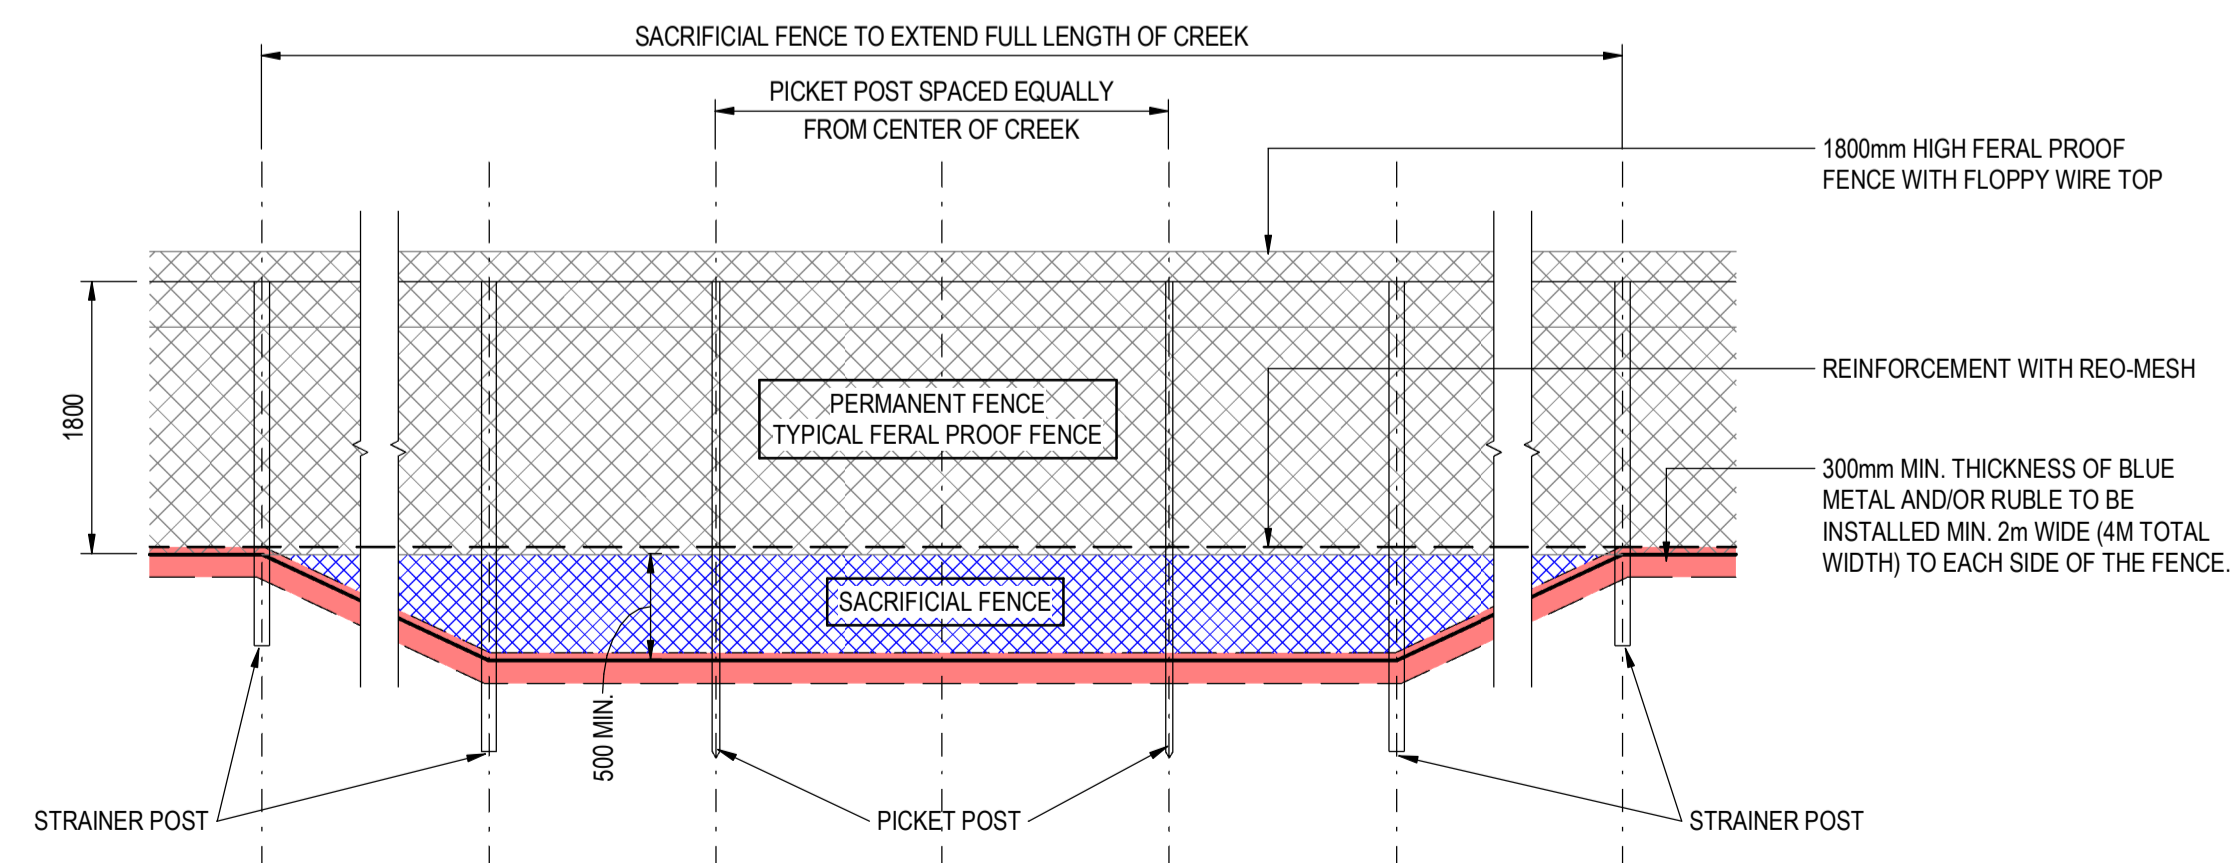 SACRIFICIAL FENCE TO EXTEND FULL LENGTH OF CREEK
PICKET POST SPACED EQUALLY
FROM CENTER OF CREEK
1800mm HIGH FERAL PROOF
FENCE WITH FLOPPY WIRE TOP
1800
PERMANENT FENCE
TYPICAL FERAL PROOF FENCE
REINFORCEMENT WITH REO-MESH
300mm MIN. THICKNESS OF BLUE
METAL AND/OR RUBLE TO BE
INSTALLED MIN. 2m WIDE (4M TOTAL
WIDTH) TO EACH SIDE OF THE FENCE.
SACRIFICIAL FENCE
500 MIN.
STRAINER POST
PICKET POST
STRAINER POST